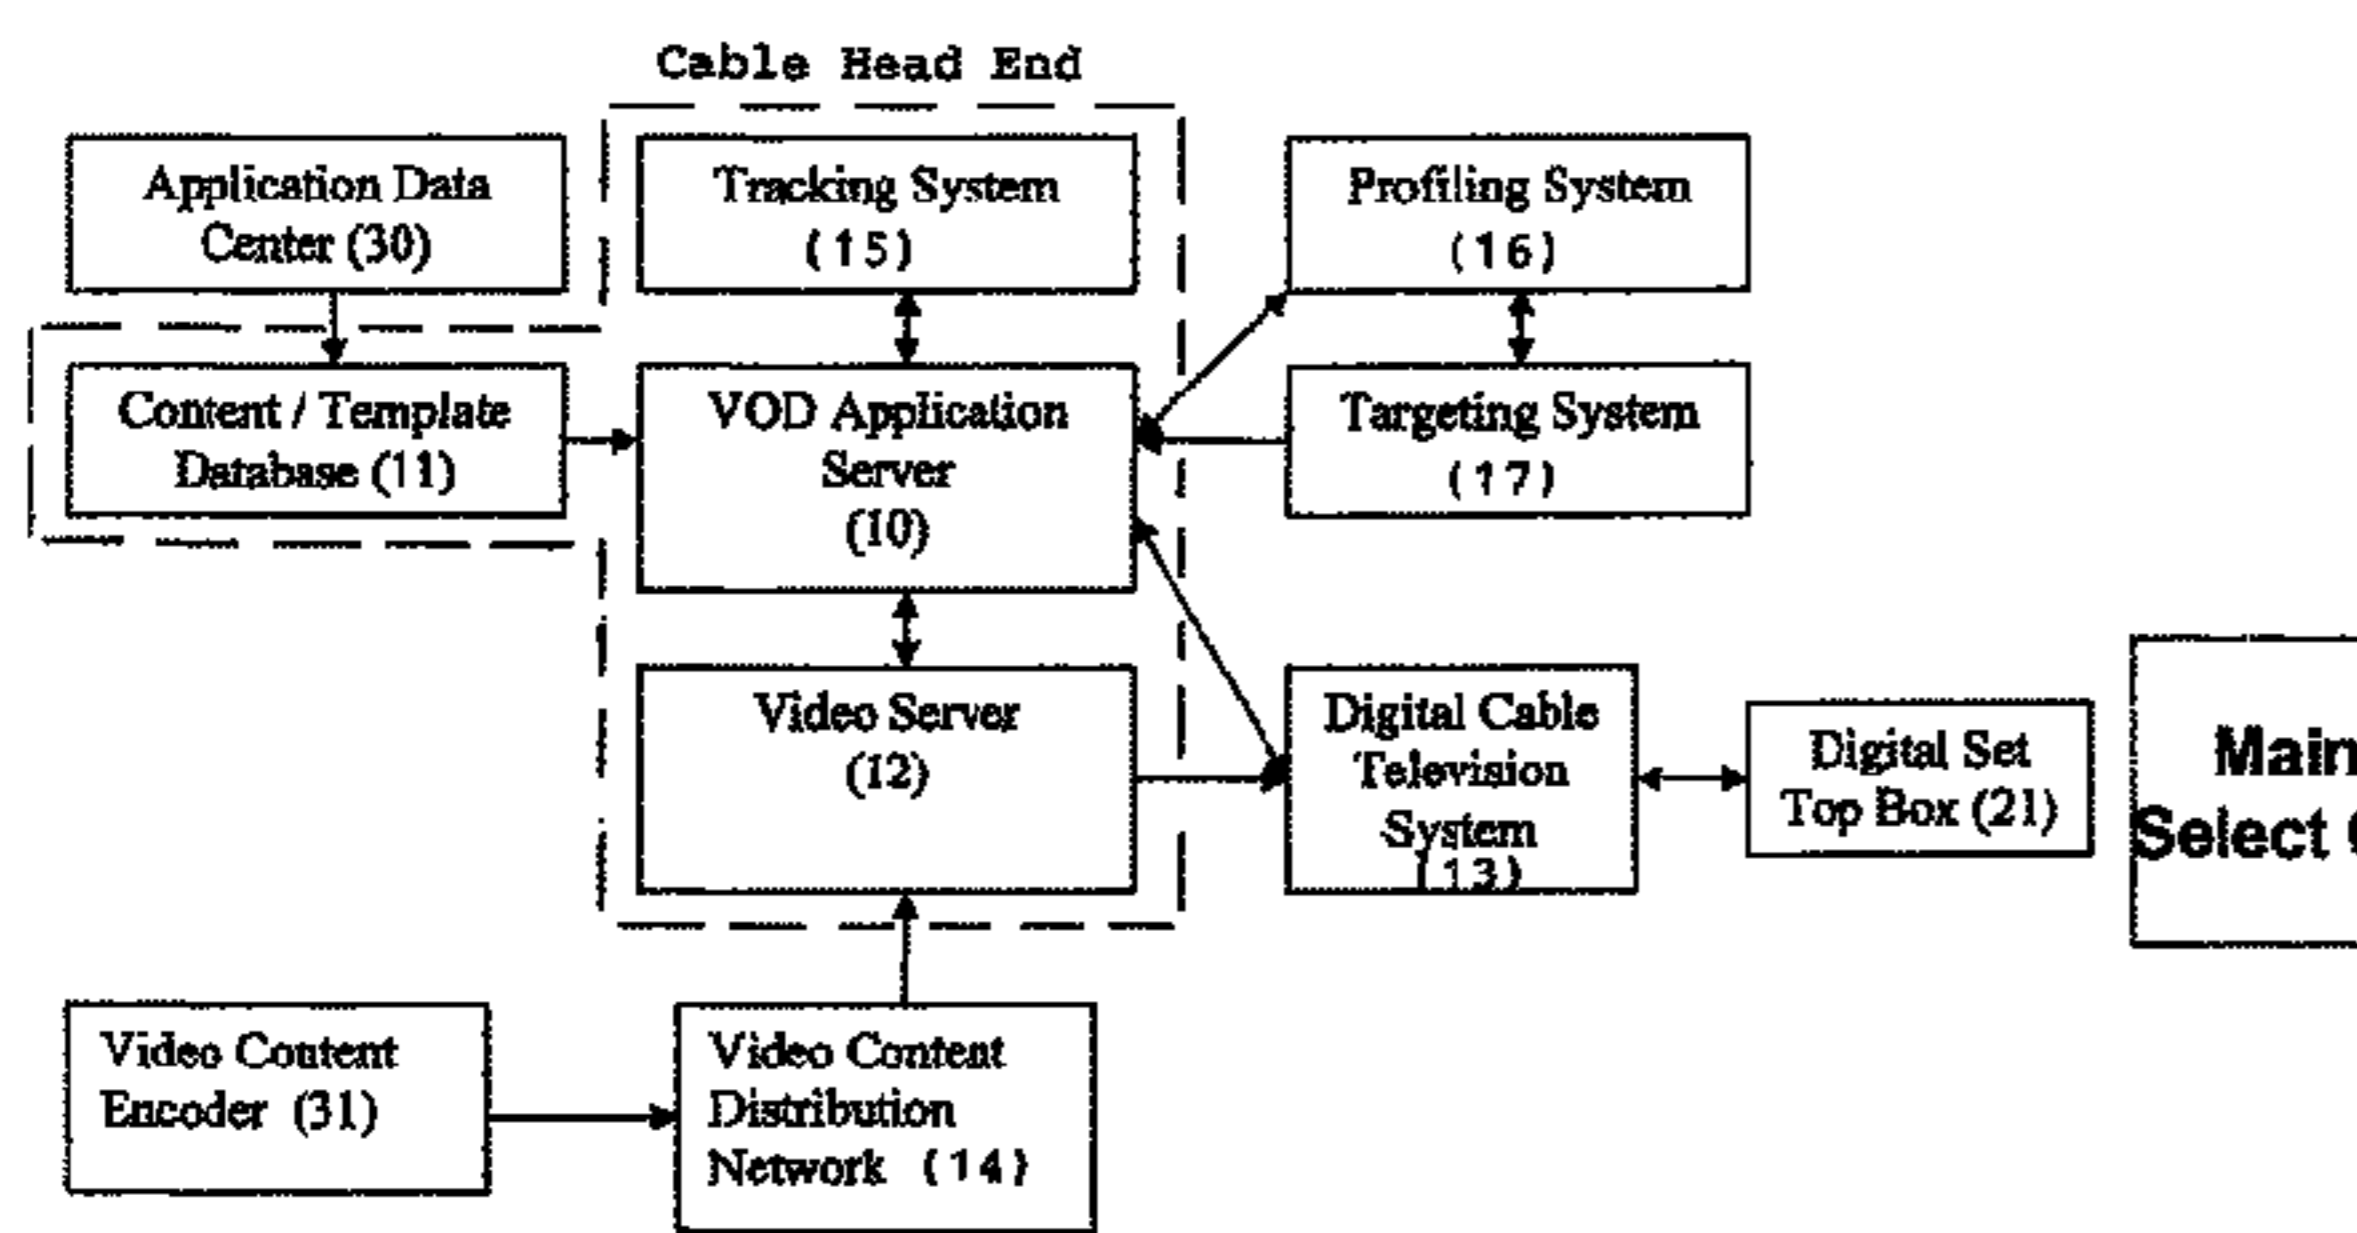 Cable Head End
Application Data
Center (30)
Tracking System
(15)
Profiling System
(16)
Content / Template
Database (11)
VOD Application
Server
(10)
Targeting System
(17)
Video Server
(12)
Digital Cable
Television
System
(13)
Digital Set
Top Box (21)
Main
Select
Video Content
Encoder (31)
Video Content
Distribution
Network (14)